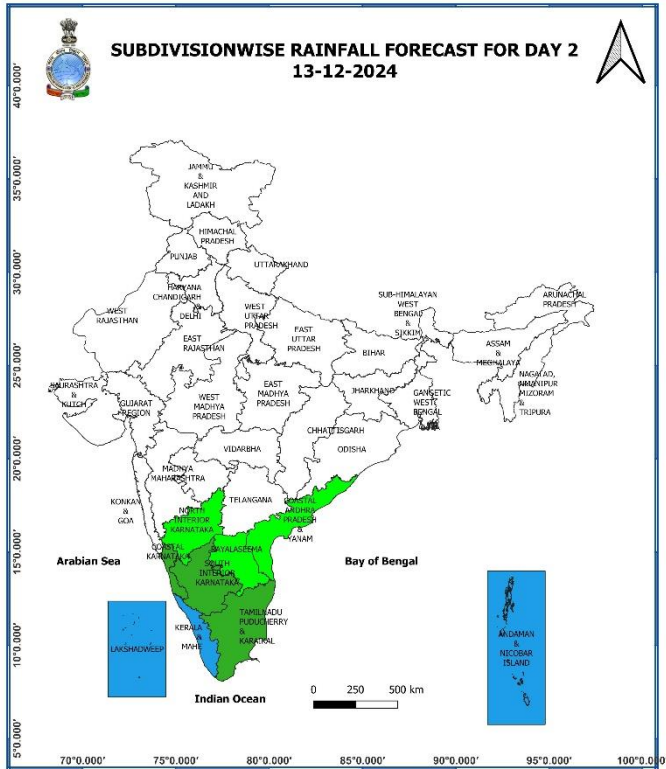 SUBDIVISIONWISE RAINFALL FORECAST FOR DAY 2
13-12-2024
40°0.000'
35°0.000'
30°0.000'
25°0.000'
20°0.000'
15°0.000'
10°0.000'
5°0.000'
JAMMU
&
KASHMIR
AND
LADAKH
HIMACHAL
PRADESH
PUNJAB
UTTARAKHAND
HARYANA
CHANDIGARH
&
DELHI
WEST
RAJASTHAN
WEST
UTTAR
PRADESH
EAST
RAJASTHAN
EAST
UTTAR
PRADESH
SUB-HIMALAYAN
WEST
BENGAL
&
SIKKIM
ARUNACHAL
PRADESH
ASSAM
&
MEGHALAYA
NAGALAD,
MANIPUR
MIZORAM
&
TRIPURA
BIHAR
SAURASHTRA
&
KUTCH
GUJARAT
REGION
WEST
MADHYA
PRADESH
EAST
MADHYA
PRADESH
JHARKHAND
GANGETIC
WEST
BENGAL
CHHATTISGARH
ODISHA
VIDARBHA
MADHYA
MAHARASHTRA
KONKAN
&
GOA
TELANGANA
NORTH
INTERIOR
KARNATAKA
COASTAL
ANDHRA
PRADESH
&
YANAM
COASTAL
KARNATAKA
RAYALASEEMA
SOUTH
INTERIOR
KARNATAKA
Arabian Sea
Bay of Bengal
TAMILNADU
PUDUCHERRY
&
KARAIKAL
KERALA
&
MAHE
LAKSHADWEEP
ANDAMAN
&
NICOBAR
ISLAND
Indian Ocean
0 250 500 km
70°0.000' 75°0.000' 80°0.000' 85°0.000' 90°0.000' 95°0.000' 100°0.000'